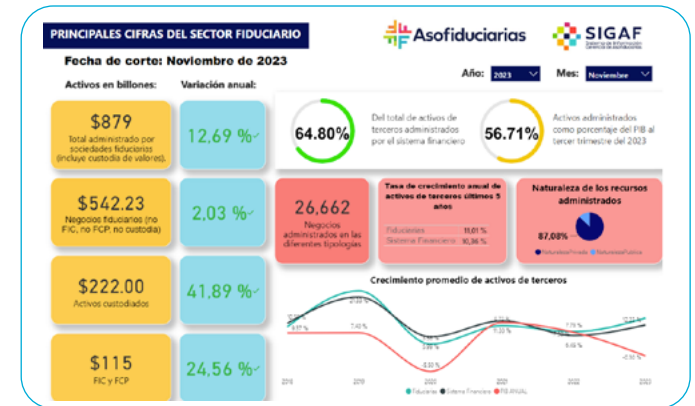 PRINCIPALES CIFRAS DEL SECTOR FIDUCIARIO
Asofiduciarias
SIGAF
Fecha de corte: Noviembre de 2023
Año: 2023
Mes: Noviembre
Activos en billones:
Variación anual:
$879
Total administrado por
sociedades fiduciarias
(incluye custodia de valores).
12,69 %
64.80%
Del total de activos de
terceros administrados
por el sistema financiero
56.71%
Activos administrados
como porcentaje del PIB al
tercer trimestre del 2023
$542.23
Negocios fiduciarios (no
FIC, no FCP, no custodia)
2,03 %
26,662
Negocios
administrados en las
diferentes tipologías
Tasa de crecimiento anual de
activos de terceros últimos 5
años
Fiduciarias 11,01 %
Sistema Financiero 10,36 %
Naturaleza de los recursos
administrados
87,08%
NaturalezaPrivada
NaturalezaPublica
$222.00
Activos custodiados
41,89 %
Crecimiento promedio de activos de terceros
7,40 %
$115
FIC y FCP
24,56 %
Fiduciarias
Sistema Financiero
PIB ANUAL